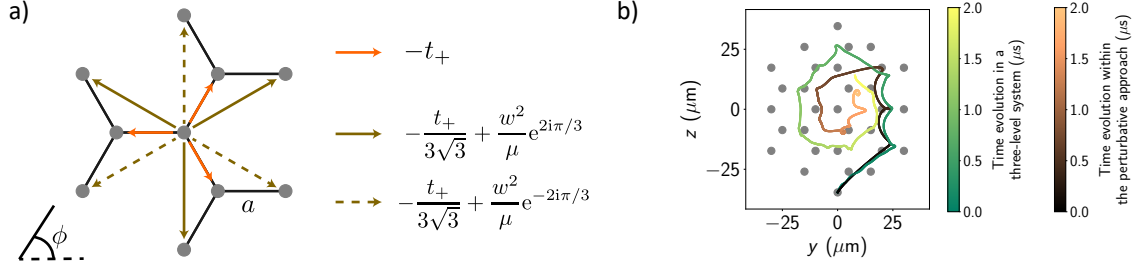 a)
−t₊
−t₊/(3√3) + w²/μ e^{2iπ/3}
−t₊/(3√3) + w²/μ e^{−2iπ/3}
a
ϕ
b)
z (μm)
25
0
−25
−25 0 25
y (μm)
2.0
1.5
1.0
0.5
0.0
Time evolution in a
three-level system (μs)
2.0
1.5
1.0
0.5
0.0
Time evolution within
the perturbative approach (μs)